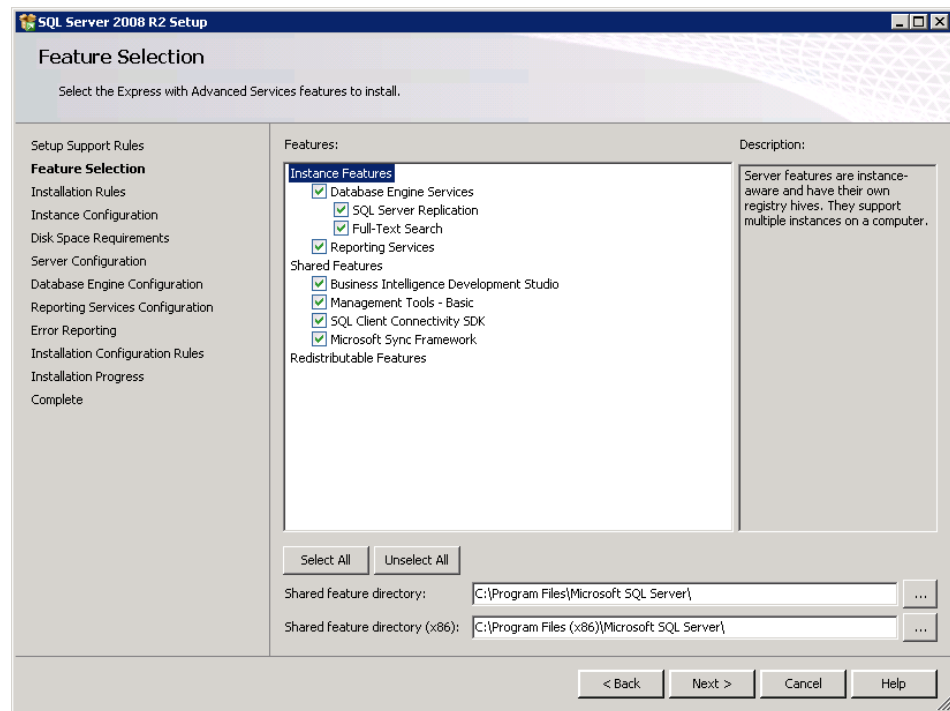 SQL Server 2008 R2 Setup
Feature Selection
Select the Express with Advanced Services features to install.
Setup Support Rules
Feature Selection
Installation Rules
Instance Configuration
Disk Space Requirements
Server Configuration
Database Engine Configuration
Reporting Services Configuration
Error Reporting
Installation Configuration Rules
Installation Progress
Complete
Features:
Instance Features
Database Engine Services
SQL Server Replication
Full-Text Search
Reporting Services
Shared Features
Business Intelligence Development Studio
Management Tools - Basic
SQL Client Connectivity SDK
Microsoft Sync Framework
Redistributable Features
Description:
Server features are instance-
aware and have their own
registry hives. They support
multiple instances on a computer.
Select All
Unselect All
Shared feature directory:
C:\Program Files\Microsoft SQL Server\
...
Shared feature directory (x86):
C:\Program Files (x86)\Microsoft SQL Server\
...
< Back
Next >
Cancel
Help